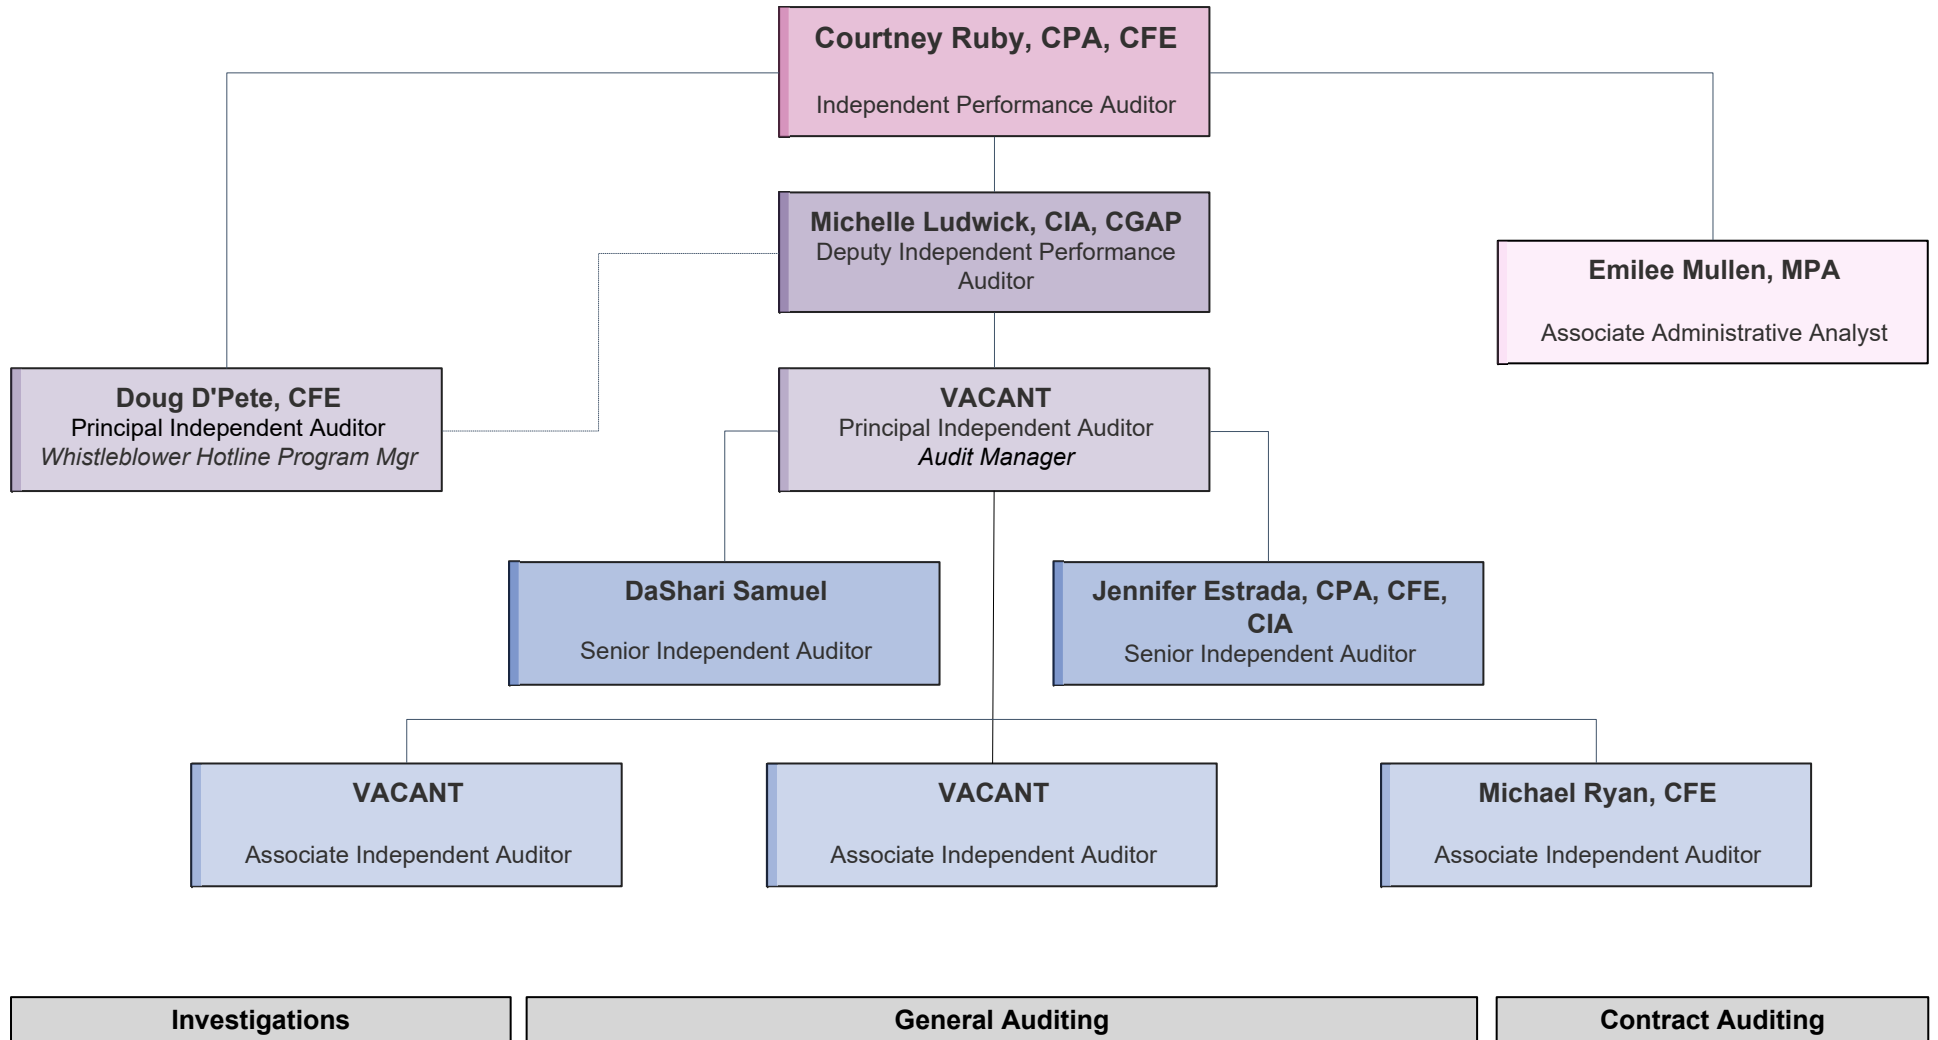 Courtney Ruby, CPA, CFE
Independent Performance Auditor
Michelle Ludwick, CIA, CGAP
Deputy Independent Performance
Auditor
Emilee Mullen, MPA
Associate Administrative Analyst
Doug D'Pete, CFE
Principal Independent Auditor
Whistleblower Hotline Program Mgr
VACANT
Principal Independent Auditor
Audit Manager
DaShari Samuel
Senior Independent Auditor
Jennifer Estrada, CPA, CFE,
CIA
Senior Independent Auditor
VACANT
Associate Independent Auditor
VACANT
Associate Independent Auditor
Michael Ryan, CFE
Associate Independent Auditor
Investigations
General Auditing
Contract Auditing